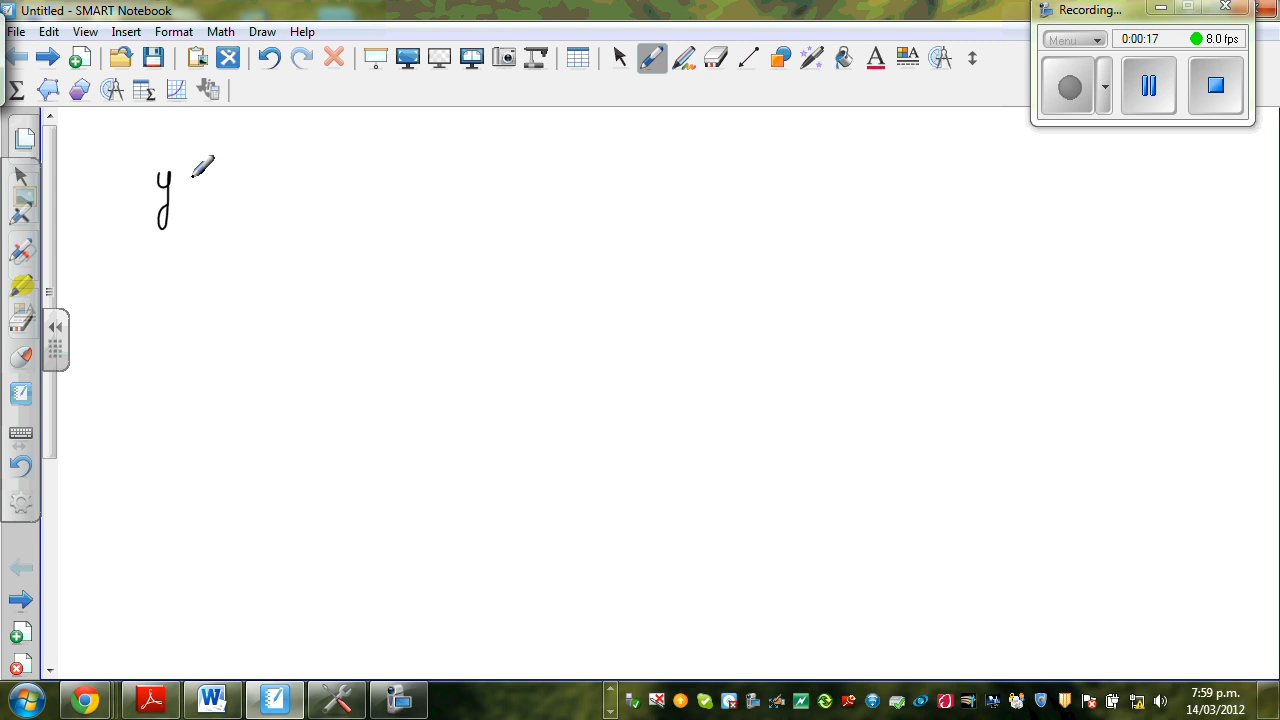 Untitled - SMART Notebook
Recording...
File Edit View Insert Format Math Draw Help
Menu 0:00:17 8.0 fps
y
7:59 p.m.
14/03/2012